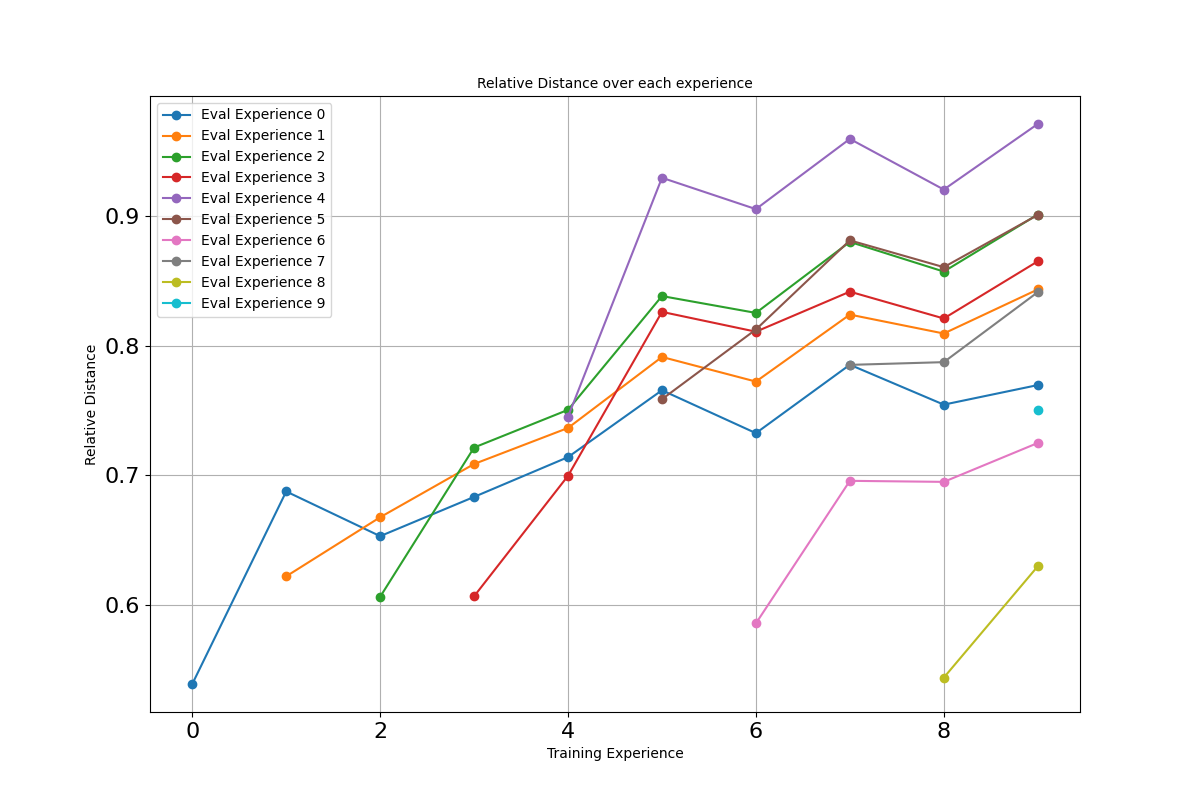 Relative Distance over each experience
Eval Experience 0
Eval Experience 1
Eval Experience 2
Eval Experience 3
Eval Experience 4
Eval Experience 5
Eval Experience 6
Eval Experience 7
Eval Experience 8
Eval Experience 9
0.9
0.8
0.7
0.6
Relative Distance
0 2 4 6 8
Training Experience